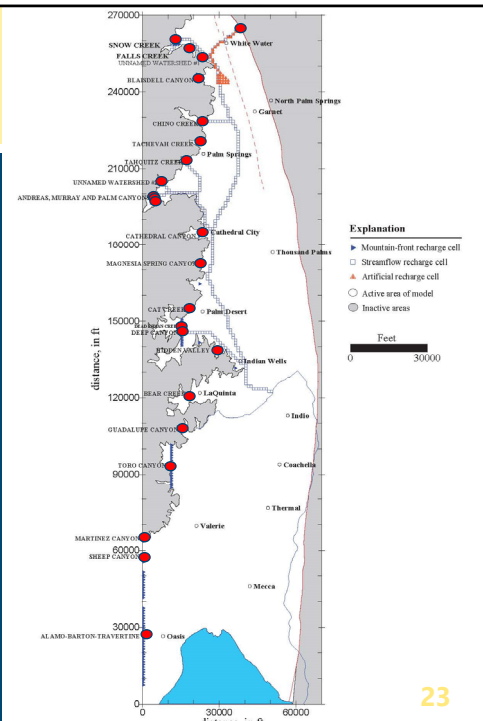 270000
SNOW CREEK
White Water
FALLS CREEK
UNNAMED WATERSHED #1
BLAISDELL CANYON
240000
North Palm Springs
Garnet
CHINO CREEK
TACHEVAH CREEK
Palm Springs
210000
TAHQUITZ CREEK
UNNAMED WATERSHED
ANDREAS, MURRAY AND PALM CANYONS
CATHEDRAL CANYON
Cathedral City
180000
Thousand Palms
MAGNESIA SPRING CANYON
CAT CREEK
Palm Desert
150000
DEEP CANYON
HIDDEN VALLEY
Indian Wells
BEAR CREEK
LaQuinta
120000
Indio
GUADALUPE CANYON
TORO CANYON
Coachella
90000
Thermal
Valerie
MARTINEZ CANYON
60000
SHEEP CANYON
Mecca
30000
ALAMO-BARTON-TRAVERTINE
Oasis
0
0
30000
60000
distance, in ft
distance, in ft
Explanation
Mountain-front recharge cell
Streamflow recharge cell
Artificial recharge cell
Active area of model
Inactive areas
Feet
0
30000
23